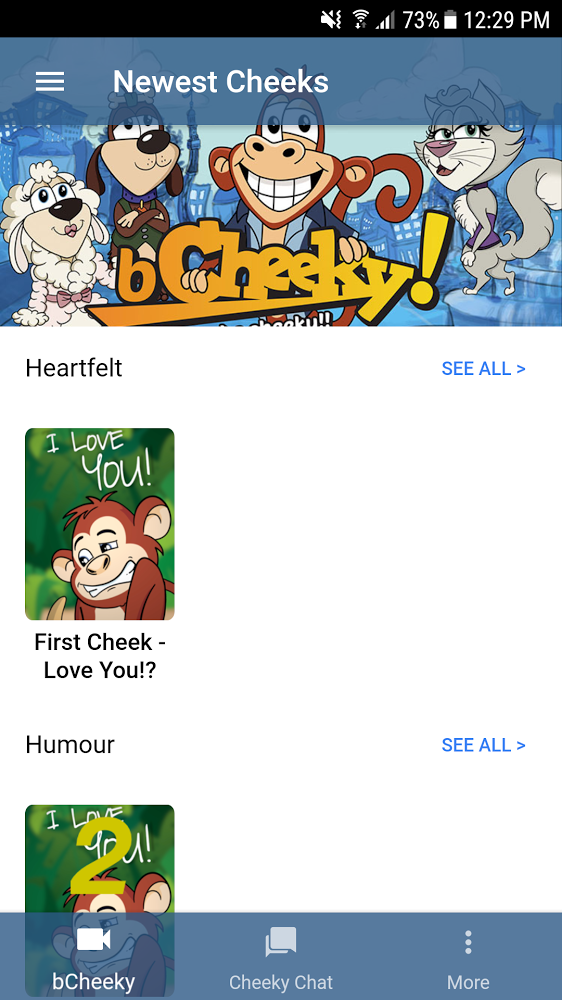 73% 12:29 PM
Newest Cheeks
bCheeky!
cheeky!!
Heartfelt
SEE ALL >
I LOVE
YOU!
First Cheek -
Love You!?
Humour
SEE ALL >
I LOVE
YOU!
2
bCheeky
Cheeky Chat
More